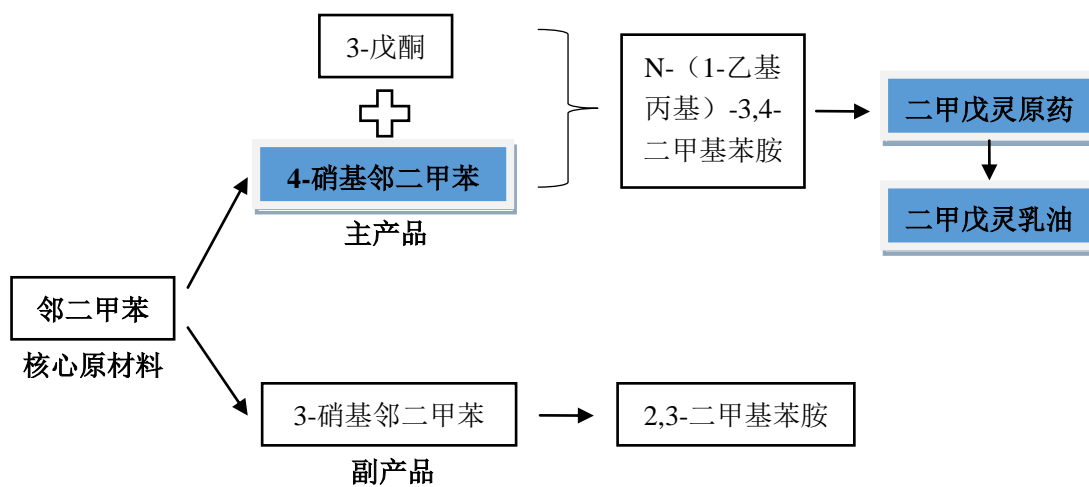 3-戊酮
4-硝基邻二甲苯
主产品
N-（1-乙基
丙基）-3,4-
二甲基苯胺
二甲戊灵原药
二甲戊灵乳油
邻二甲苯
核心原材料
3-硝基邻二甲苯
副产品
2,3-二甲基苯胺